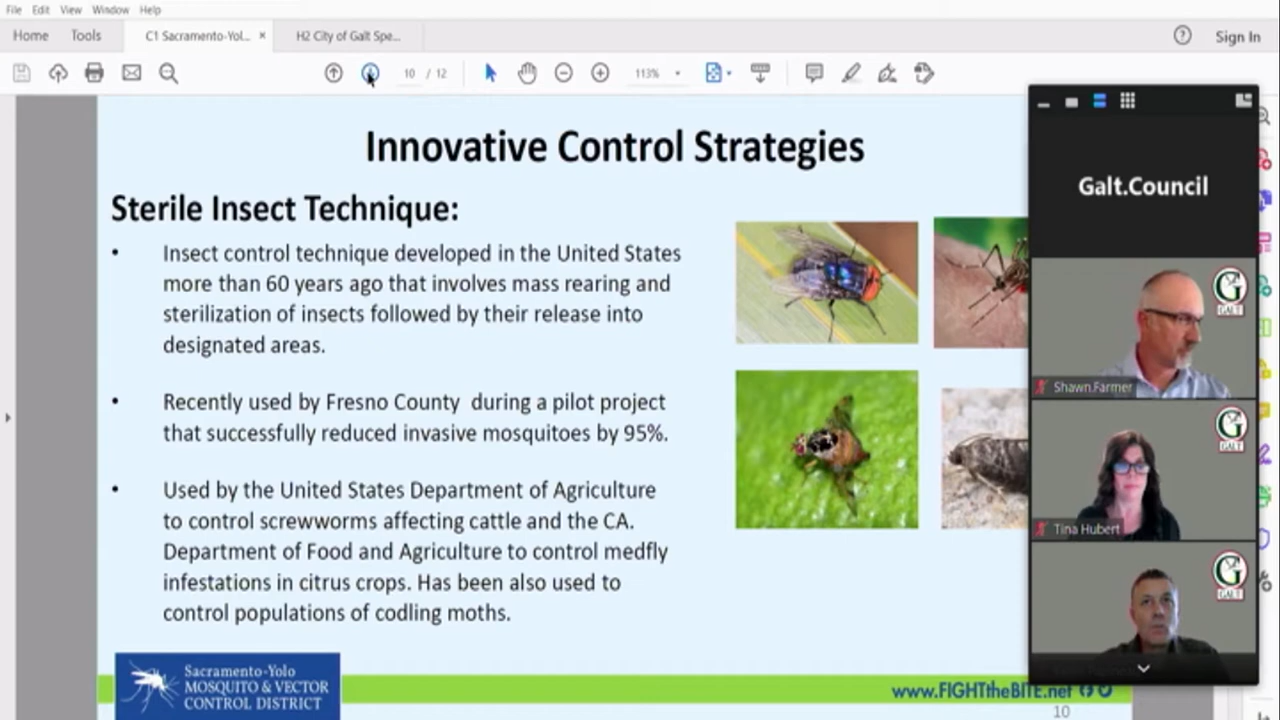 File Edit View Window Help
Home Tools C1 Sacramento-Yol... × H2 City of Galt Spe... Sign In
10 / 12 113%
Innovative Control Strategies
Sterile Insect Technique:
• Insect control technique developed in the United States
more than 60 years ago that involves mass rearing and
sterilization of insects followed by their release into
designated areas.
• Recently used by Fresno County during a pilot project
that successfully reduced invasive mosquitoes by 95%.
• Used by the United States Department of Agriculture
to control screwworms affecting cattle and the CA.
Department of Food and Agriculture to control medfly
infestations in citrus crops. Has been also used to
control populations of codling moths.
Sacramento-Yolo
MOSQUITO & VECTOR
CONTROL DISTRICT
www.FIGHTtheBITE.net
10
Galt.Council
G
GALT
Shawn.Farmer
G
GALT
Tina Hubert
G
GALT